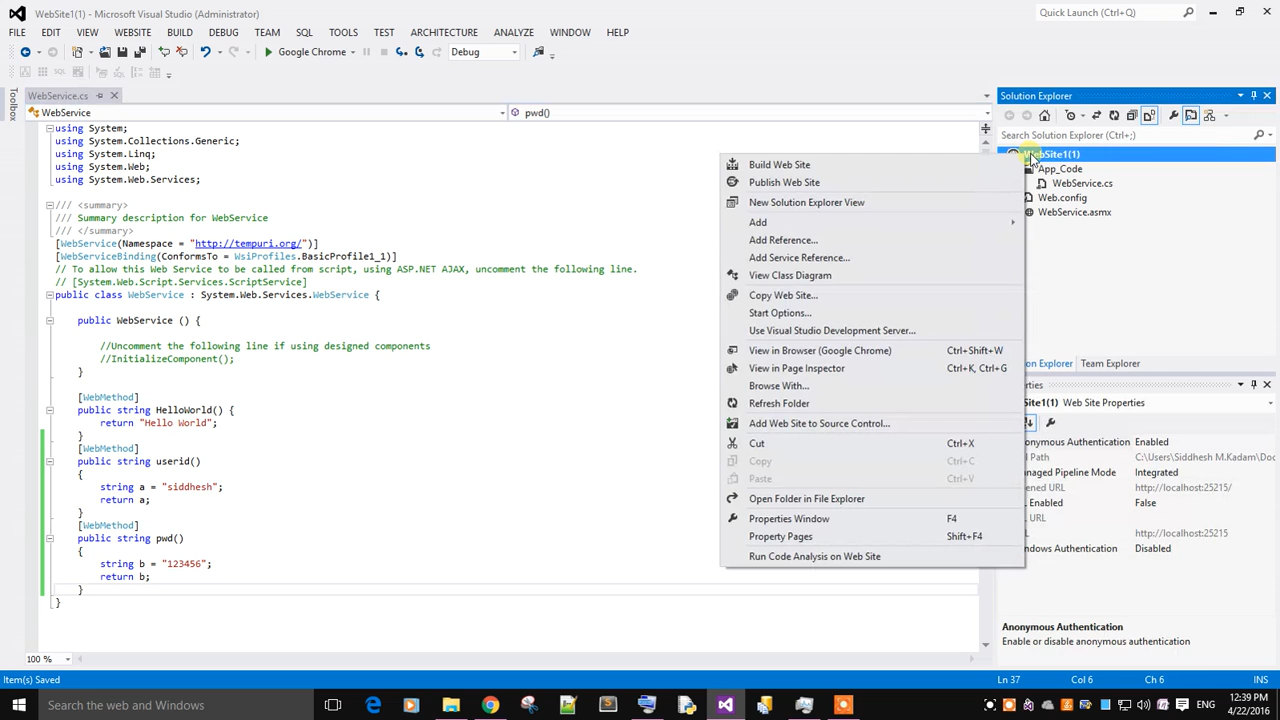 WebSite1(1) - Microsoft Visual Studio (Administrator)
Quick Launch (Ctrl+Q)
FILE EDIT VIEW WEBSITE BUILD DEBUG TEAM SQL TOOLS TEST ARCHITECTURE ANALYZE WINDOW HELP
Google Chrome
Debug
Toolbox
WebService.cs
WebService
pwd()
using System;
using System.Collections.Generic;
using System.Linq;
using System.Web;
using System.Web.Services;
/// <summary>
/// Summary description for WebService
/// </summary>
[WebService(Namespace = "http://tempuri.org/")]
[WebServiceBinding(ConformsTo = WsiProfiles.BasicProfile1_1)]
// To allow this Web Service to be called from script, using ASP.NET AJAX, uncomment the following line.
// [System.Web.Script.Services.ScriptService]
public class WebService : System.Web.Services.WebService {
public WebService () {
//Uncomment the following line if using designed components
//InitializeComponent();
}
[WebMethod]
public string HelloWorld() {
return "Hello World";
}
[WebMethod]
public string userid()
{
string a = "siddhesh";
return a;
}
[WebMethod]
public string pwd()
{
string b = "123456";
return b;
}
}
100 %
Build Web Site
Publish Web Site
New Solution Explorer View
Add
Add Reference...
Add Service Reference...
View Class Diagram
Copy Web Site...
Start Options...
Use Visual Studio Development Server...
View in Browser (Google Chrome) Ctrl+Shift+W
View in Page Inspector Ctrl+K, Ctrl+G
Browse With...
Refresh Folder
Add Web Site to Source Control...
Cut Ctrl+X
Copy Ctrl+C
Paste Ctrl+V
Open Folder in File Explorer
Properties Window F4
Property Pages Shift+F4
Run Code Analysis on Web Site
Solution Explorer
Search Solution Explorer (Ctrl+;)
WebSite1(1)
App_Code
WebService.cs
Web.config
WebService.asmx
on Explorer Team Explorer
erties
Site1(1) Web Site Properties
onymous Authentication Enabled
l Path C:\Users\Siddhesh M.Kadam\Doc
anaged Pipeline Mode Integrated
ened URL http://localhost:25215/
L Enabled False
L URL
L http://localhost:25215
ndows Authentication Disabled
Anonymous Authentication
Enable or disable anonymous authentication
Item(s) Saved
Ln 37 Col 6 Ch 6 INS
Search the web and Windows
ENG
12:39 PM
4/22/2016